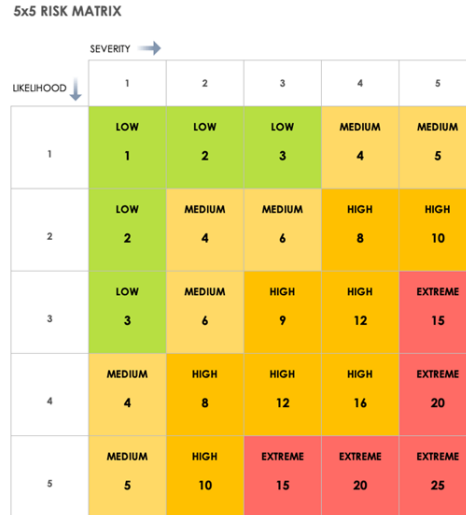 5x5 RISK MATRIX
SEVERITY
LIKELIHOOD 1 2 3 4 5
LOW LOW LOW MEDIUM MEDIUM
1 1 2 3 4 5
LOW MEDIUM MEDIUM HIGH HIGH
2 2 4 6 8 10
LOW MEDIUM HIGH HIGH EXTREME
3 3 6 9 12 15
MEDIUM HIGH HIGH HIGH EXTREME
4 4 8 12 16 20
MEDIUM HIGH EXTREME EXTREME EXTREME
5 5 10 15 20 25